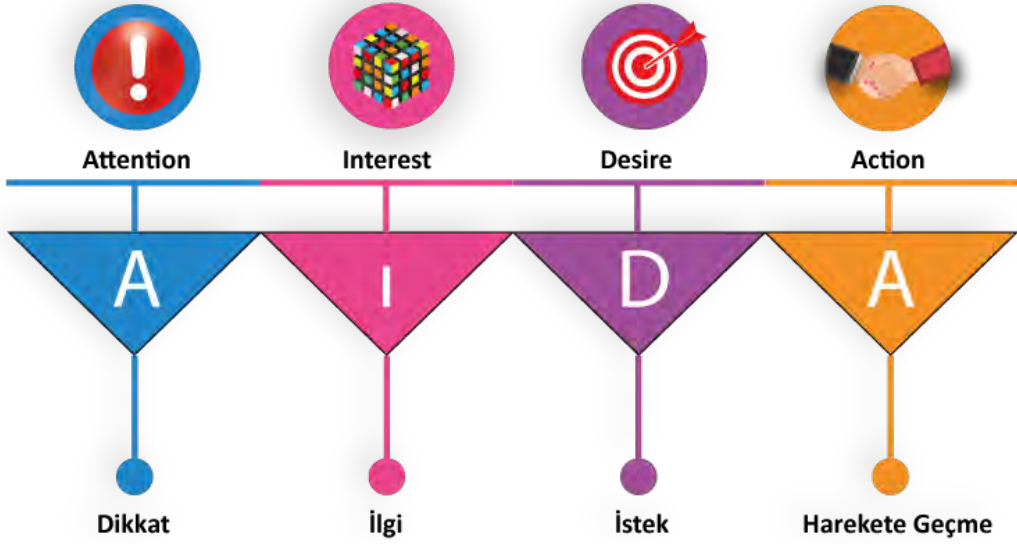 Attention Interest Desire Action
A I D A
Dikkat İlgi İstek Harekete Geçme